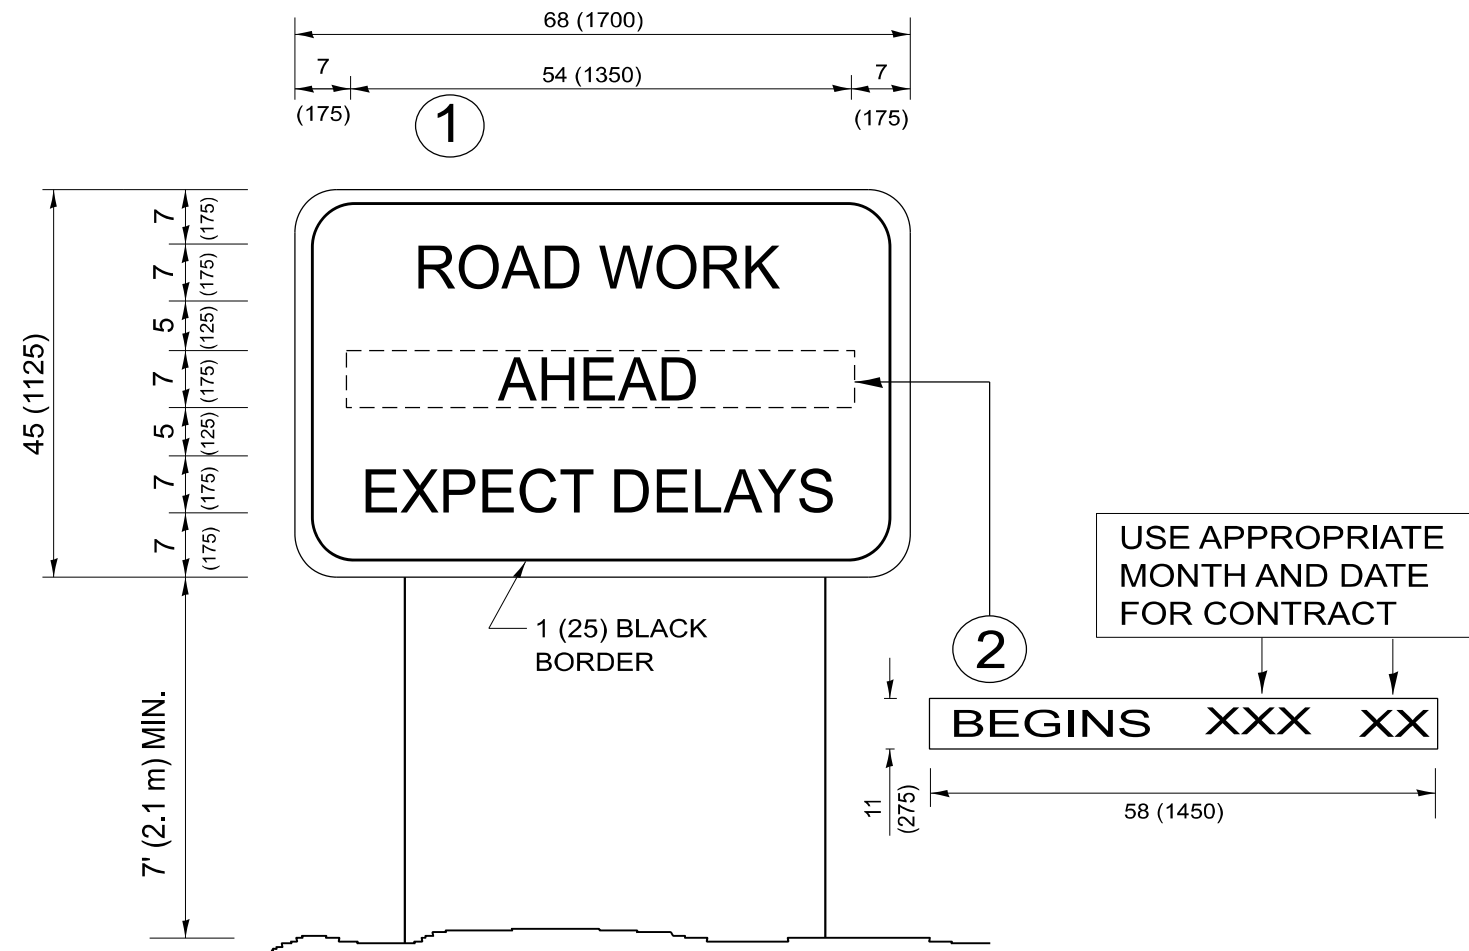 68 (1700)
7 54 (1350) 7
(175) (175)
1
7 (175)
7 (175)
5 (125)
7 (175)
5 (125)
7 (175)
7 (175)
45 (1125)
ROAD WORK
AHEAD
EXPECT DELAYS
1 (25) BLACK
BORDER
7' (2.1 m) MIN.
2
USE APPROPRIATE
MONTH AND DATE
FOR CONTRACT
BEGINS XXX XX
11
(275)
58 (1450)